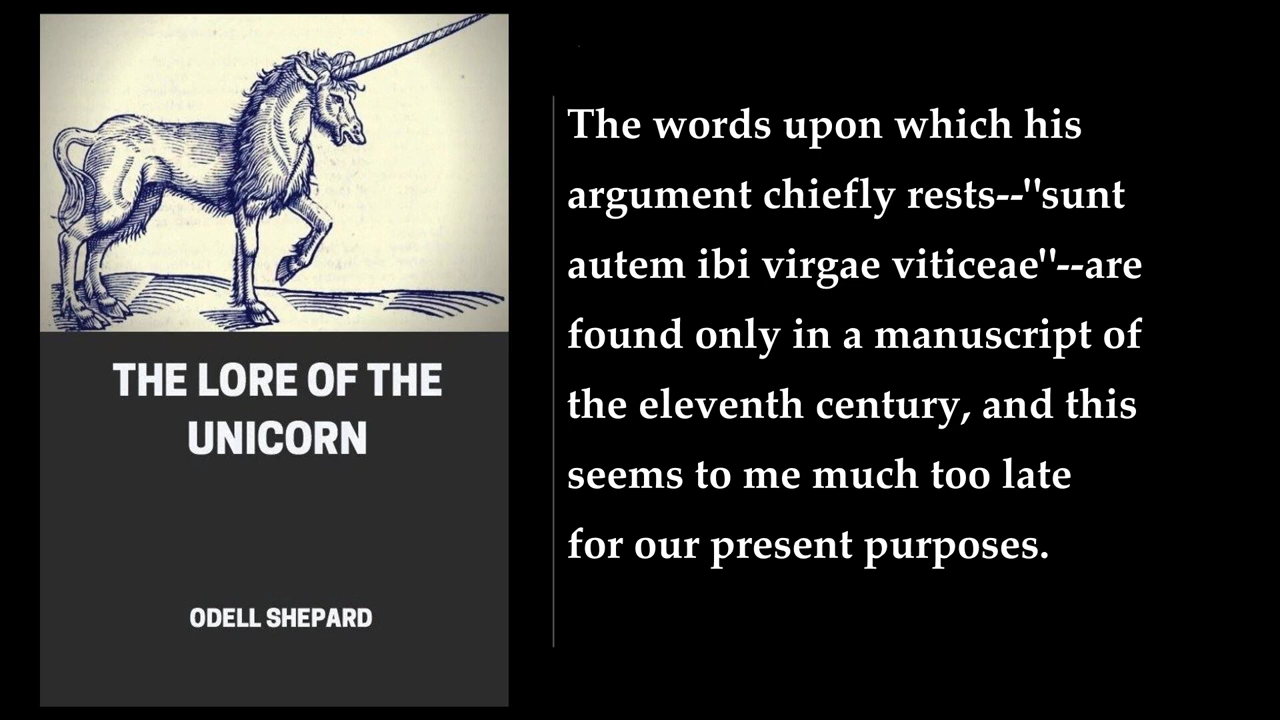 THE LORE OF THE
UNICORN
ODELL SHEPARD
The words upon which his
argument chiefly rests--"sunt
autem ibi virgae viticeae"--are
found only in a manuscript of
the eleventh century, and this
seems to me much too late
for our present purposes.